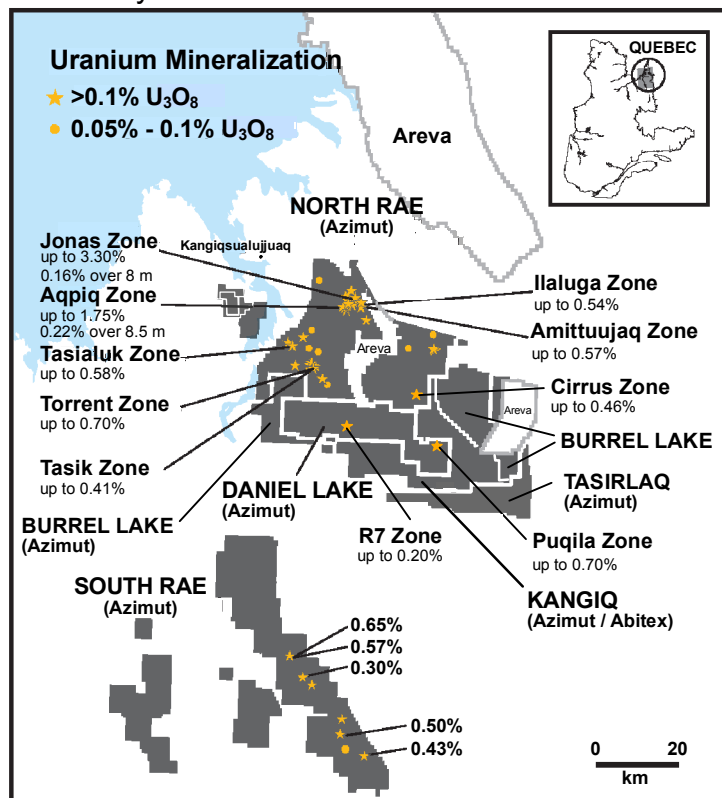 Uranium Mineralization
>0.1% U₃O₈
0.05% - 0.1% U₃O₈
QUEBEC
Areva
NORTH RAE
(Azimut)
Kangiqsualujjuaq
Jonas Zone
up to 3.30%
0.16% over 8 m
Aqpiq Zone
up to 1.75%
0.22% over 8.5 m
Tasialuk Zone
up to 0.58%
Torrent Zone
up to 0.70%
Tasik Zone
up to 0.41%
BURREL LAKE
(Azimut)
DANIEL LAKE
(Azimut)
Areva
Ilaluga Zone
up to 0.54%
Amittuujaq Zone
up to 0.57%
Cirrus Zone
up to 0.46%
Areva
BURREL LAKE
TASIRLAQ
(Azimut)
R7 Zone
up to 0.20%
Puqila Zone
up to 0.70%
KANGIQ
(Azimut / Abitex)
SOUTH RAE
(Azimut)
0.65%
0.57%
0.30%
0.50%
0.43%
0 20
km